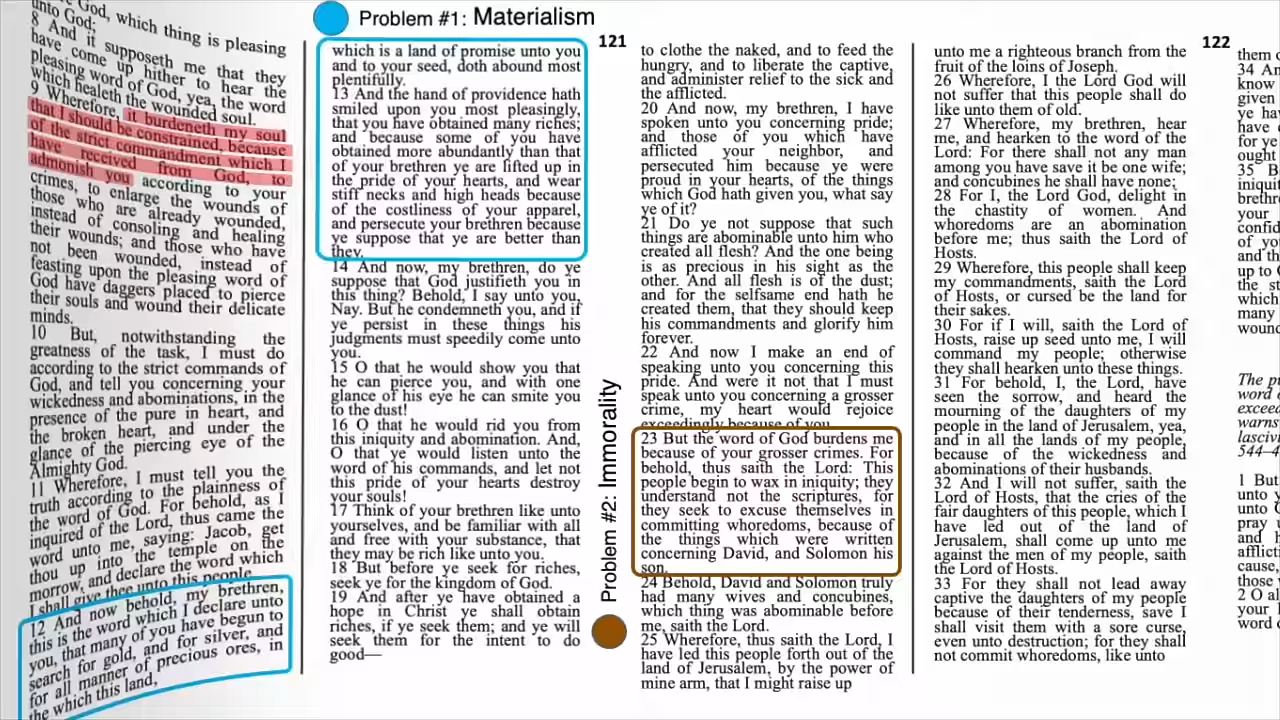 Problem #1: Materialism
God, which thing is pleasing
unto God;
8 And it supposeth me that they
have come up hither to hear the
pleasing word of God, yea, the word
which healeth the wounded soul.
9 Wherefore, it burdeneth my soul
that I should be constrained, because
of the strict commandment which I
have received from God, to
admonish you according to your
crimes, to enlarge the wounds of
those who are already wounded,
instead of consoling and healing
their wounds; and those who have
not been wounded, instead of
feasting upon the pleasing word of
God have daggers placed to pierce
their souls and wound their delicate
minds.
10 But, notwithstanding the
greatness of the task, I must do
according to the strict commands of
God, and tell you concerning your
wickedness and abominations, in the
presence of the pure in heart, and
the broken heart, and under the
glance of the piercing eye of the
Almighty God.
11 Wherefore, I must tell you the
truth according to the plainness of
the word of God. For behold, as I
inquired of the Lord, thus came the
word unto me, saying: Jacob, get
thou up into the temple on the
morrow, and declare the word which
I shall give thee unto this people.
12 And now behold, my brethren,
this is the word which I declare unto
you, that many of you have begun to
search for gold, and for silver, and
for all manner of precious ores, in
the which this land,
which is a land of promise unto you
and to your seed, doth abound most
plentifully.
13 And the hand of providence hath
smiled upon you most pleasingly,
that you have obtained many riches;
and because some of you have
obtained more abundantly than that
of your brethren ye are lifted up in
the pride of your hearts, and wear
stiff necks and high heads because
of the costliness of your apparel,
and persecute your brethren because
ye suppose that ye are better than
they.
14 And now, my brethren, do ye
suppose that God justifieth you in
this thing? Behold, I say unto you,
Nay. But he condemneth you, and if
ye persist in these things his
judgments must speedily come unto
you.
15 O that he would show you that
he can pierce you, and with one
glance of his eye he can smite you
to the dust!
16 O that he would rid you from
this iniquity and abomination. And,
O that ye would listen unto the
word of his commands, and let not
this pride of your hearts destroy
your souls!
17 Think of your brethren like unto
yourselves, and be familiar with all
and free with your substance, that
they may be rich like unto you.
18 But before ye seek for riches,
seek ye for the kingdom of God.
19 And after ye have obtained a
hope in Christ ye shall obtain
riches, if ye seek them; and ye will
seek them for the intent to do
good—
121
Problem #2: Immorality
to clothe the naked, and to feed the
hungry, and to liberate the captive,
and administer relief to the sick and
the afflicted.
20 And now, my brethren, I have
spoken unto you concerning pride;
and those of you which have
afflicted your neighbor, and
persecuted him because ye were
proud in your hearts, of the things
which God hath given you, what say
ye of it?
21 Do ye not suppose that such
things are abominable unto him who
created all flesh? And the one being
is as precious in his sight as the
other. And all flesh is of the dust;
and for the selfsame end hath he
created them, that they should keep
his commandments and glorify him
forever.
22 And now I make an end of
speaking unto you concerning this
pride. And were it not that I must
speak unto you concerning a grosser
crime, my heart would rejoice
exceedingly because of you.
23 But the word of God burdens me
because of your grosser crimes. For
behold, thus saith the Lord: This
people begin to wax in iniquity; they
understand not the scriptures, for
they seek to excuse themselves in
committing whoredoms, because of
the things which were written
concerning David, and Solomon his
son.
24 Behold, David and Solomon truly
had many wives and concubines,
which thing was abominable before
me, saith the Lord.
25 Wherefore, thus saith the Lord, I
have led this people forth out of the
land of Jerusalem, by the power of
mine arm, that I might raise up
unto me a righteous branch from the
fruit of the loins of Joseph.
26 Wherefore, I the Lord God will
not suffer that this people shall do
like unto them of old.
27 Wherefore, my brethren, hear
me, and hearken to the word of the
Lord: For there shall not any man
among you have save it be one wife;
and concubines he shall have none;
28 For I, the Lord God, delight in
the chastity of women. And
whoredoms are an abomination
before me; thus saith the Lord of
Hosts.
29 Wherefore, this people shall keep
my commandments, saith the Lord
of Hosts, or cursed be the land for
their sakes.
30 For if I will, saith the Lord of
Hosts, raise up seed unto me, I will
command my people; otherwise
they shall hearken unto these things.
31 For behold, I, the Lord, have
seen the sorrow, and heard the
mourning of the daughters of my
people in the land of Jerusalem, yea,
and in all the lands of my people,
because of the wickedness and
abominations of their husbands.
32 And I will not suffer, saith the
Lord of Hosts, that the cries of the
fair daughters of this people, which I
have led out of the land of
Jerusalem, shall come up unto me
against the men of my people, saith
the Lord of Hosts.
33 For they shall not lead away
captive the daughters of my people
because of their tenderness, save I
shall visit them with a sore curse,
even unto destruction; for they shall
not commit whoredoms, like unto
122
them
34 An
know
given
ye ha
have
for ye
ought
35 B
iniqui
brethr
your
confid
of yo
and th
up to
the st
which
many
woun
The p
word
excee
warns
lasciv
544–4
1 But
unto
pray
and h
afflict
cause,
those
2 O al
your
word